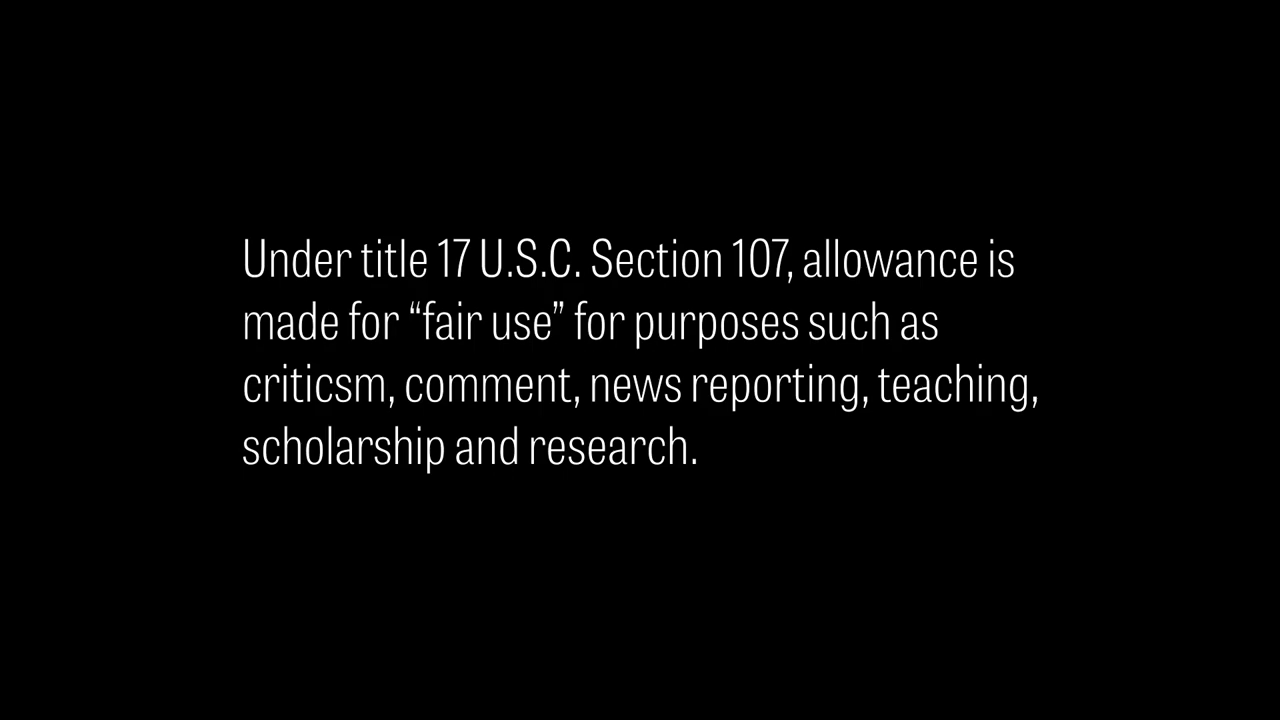 Under title 17 U.S.C. Section 107, allowance is
made for “fair use” for purposes such as
criticsm, comment, news reporting, teaching,
scholarship and research.